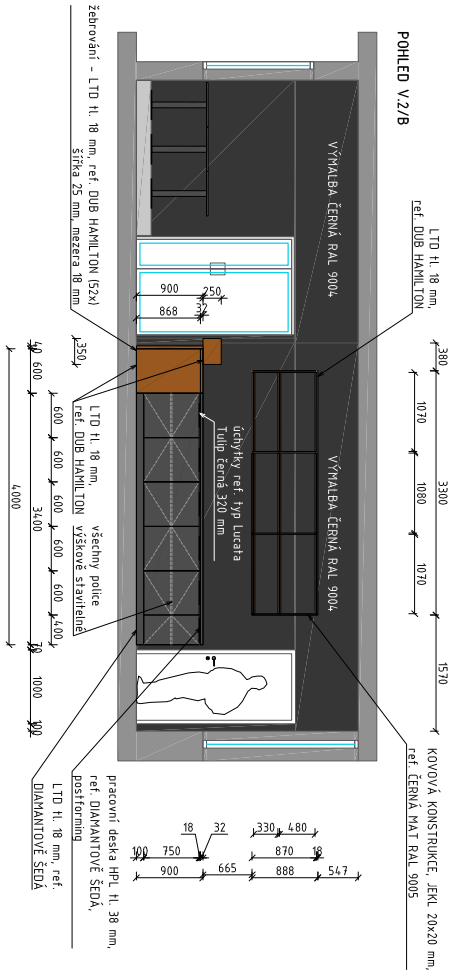 POHLED V.2/B
LTD tl. 18 mm,
ref. DUB HAMILTON
KOVOVÁ KONSTRUKCE, JEKL 20x20 mm,
ref. ČERNÁ MAT RAL 9005
380
3300
1570
1070
1080
1070
VÝMALBA ČERNÁ RAL 9004
VÝMALBA ČERNÁ RAL 9004
úchytky ref. typ Lucata
Tulip černá 320 mm
250
32
900
868
547
18
888
870
480
330
665
32
18
900
750
100
350
40
600
600
600
600
600
600
400
3400
70
1000
100
4000
žebrování - LTD tl. 18 mm, ref. DUB HAMILTON (52x)
šířka 25 mm, mezera 18 mm
LTD tl. 18 mm,
ref. DUB HAMILTON
všechny police
výškově stavitelné
pracovní deska HPL tl. 38 mm,
ref. DIAMANTOVĚ ŠEDÁ,
postforming
LTD tl. 18 mm, ref.
DIAMANTOVĚ ŠEDÁ